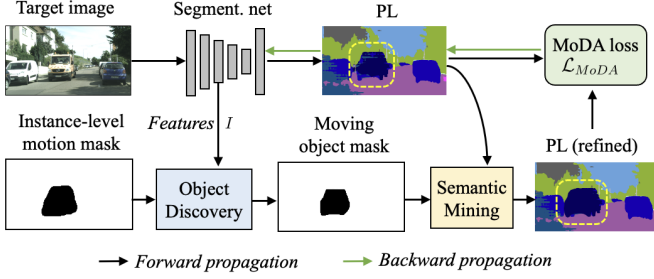 Target image
Segment. net
PL
MoDA loss
ℒ_MoDA
Instance-level
motion mask
Features I
Moving
object mask
PL (refined)
Object
Discovery
Semantic
Mining
Forward propagation
Backward propagation